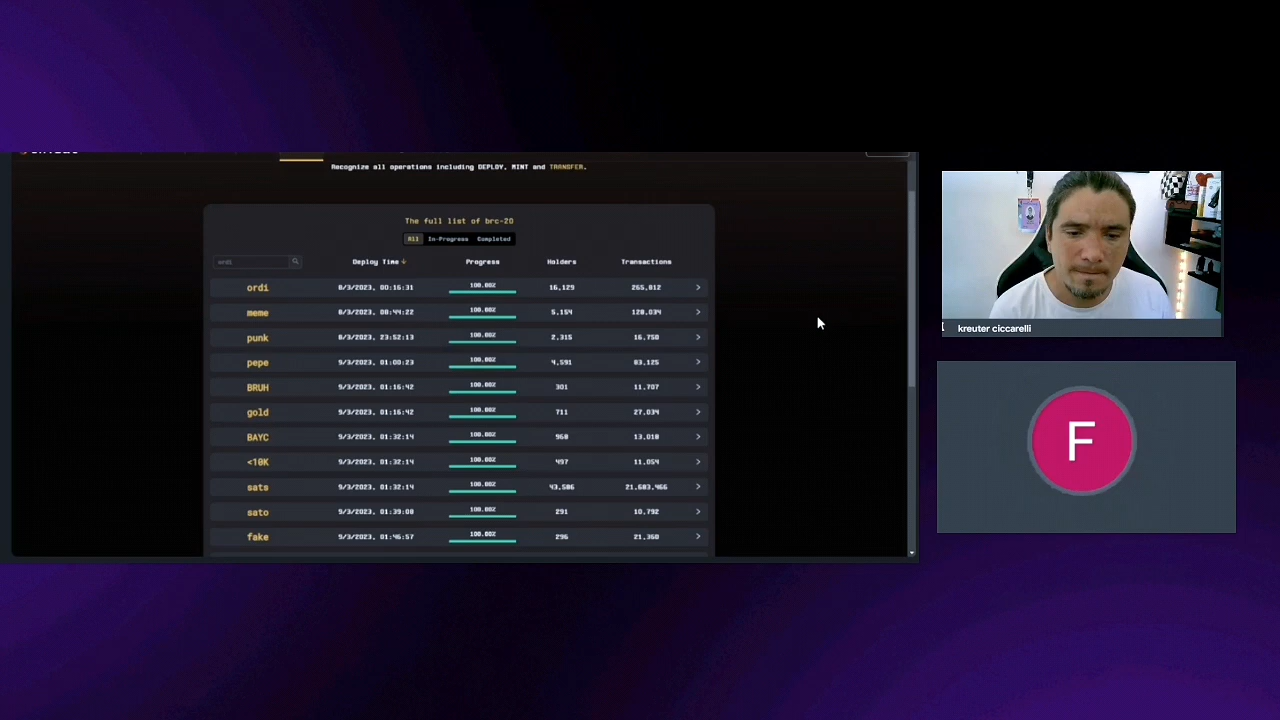 Recognize all operations including DEPLOY, MINT and TRANSFER.
The full list of brc-20
All In-Progress Completed
ordi
Deploy Time Progress Holders Transactions
ordi 8/3/2023, 00:16:31 100.00% 16,129 265,812
meme 8/3/2023, 00:44:22 100.00% 5,154 120,034
punk 8/3/2023, 23:52:13 100.00% 2,315 16,750
pepe 9/3/2023, 01:00:23 100.00% 4,591 83,125
BRUH 9/3/2023, 01:16:42 100.00% 301 11,707
gold 9/3/2023, 01:16:42 100.00% 711 27,034
BAYC 9/3/2023, 01:32:14 100.00% 960 13,010
<10K 9/3/2023, 01:32:14 100.00% 497 11,054
sats 9/3/2023, 01:32:14 100.00% 43,506 21,603,466
sato 9/3/2023, 01:39:08 100.00% 291 10,792
fake 9/3/2023, 01:46:57 100.00% 296 21,360
kreuter ciccarelli
F